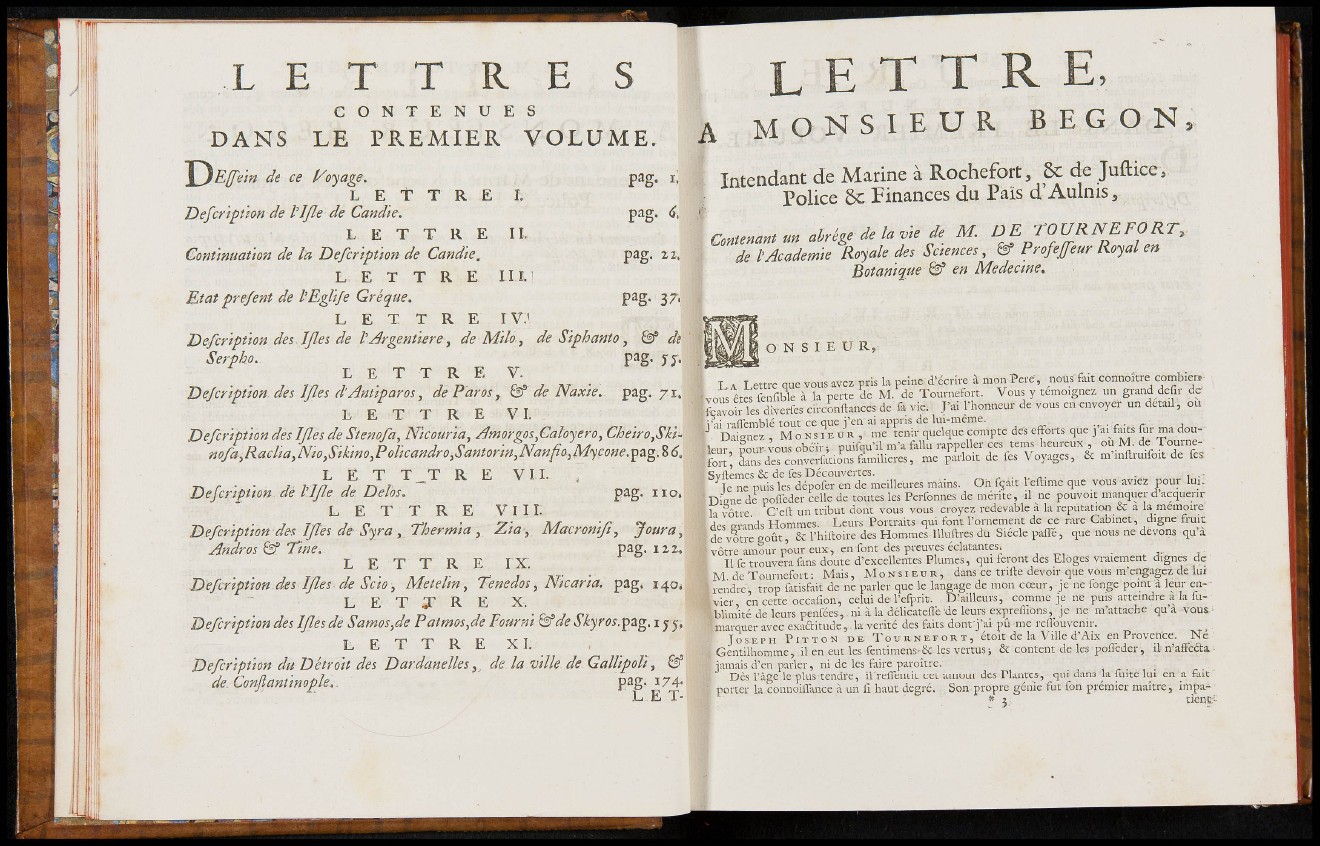 LETTRES
CONTENUES
DANS LE PREMIER VOLUME.
DEſſein de ce Voyage. pag. 1.
LETTRE I.
Deſcription de l'Iſle de Candie. pag. 6.
LETTRE II.
Continuation de la Deſcription de Candie. pag. 22.
LETTRE III.
Etat preſent de l'Egliſe Gréque. pag. 37.
LETTRE IV.
Deſcription des Iſles de l'Argentiere, de Milo, de Siphanto, & de
Serpho. pag. 55.
LETTRE V.
Deſcription des Iſles d'Antiparos, de Paros, & de Naxie. pag. 71.
LETTRE VI.
Deſcription des Iſles de Stenoſa, Nicouria, Amorgos, Caloyero, Cheiro, Ski-
noſa, Raclia, Nio, Sikino, Policandro, Santorin, Nanfio, Mycone. pag. 86.
LETTRE VII.
Deſcription de l'Iſle de Delos. pag. 110.
LETTRE VIII.
Deſcription des Iſles de Syra, Thermia, Zia, Macroniſi, Joura,
Andros & Tine. pag. 122.
LETTRE IX.
Deſcription des Iſles de Scio, Metelin, Tenedos, Nicaria. pag. 140.
LETTRE X.
Deſcription des Iſles de Samos, de Patmos, de Fourni & de Skyros. pag. 155.
LETTRE XI.
Deſcription du Détroit des Dardanelles, de la ville de Gallipoli, &
de Conſtantinople. pag. 174.
LET-
LETTRE,
A MONSIEUR BEGON,
Intendant de Marine à Rochefort, & de Juſtice,
Police & Finances du Païs d'Aulnis,
Contenant un abrége de la vie de M. DE TOURNEFORT,
de l'Academie Royale des Sciences, & Profeſſeur Royal en
Botanique & en Medecine.
MONSIEUR,
LA Lettre que vous avez pris la peine d'écrire à mon Pere, nous fait connoître combien
vous étes ſenſible à la perte de M. de Tournefort. Vous y témoignez un grand deſir de
ſçavoir les diverſes circonſtances de ſa vie. J'ai l'honneur de vous en envoyer un détail, où
j'ai raſſemblé tout ce que j'en ai appris de lui-même.
Daignez, MONSIEUR, me tenir quelque compte des efforts que j'ai faits ſur ma dou-
leur, pour vous obéïr; puiſqu'il m'a fallu rappeller ces tems heureux, où M. de Tourne-
fort, dans des converſations familieres, me parloit de ſes Voyages, & m'inſtruiſoit de ſes
Syſtemes & de ſes Découvertes.
Je ne puis les dépoſer en de meilleures mains. On ſçait l'eſtime que vous aviez pour lui.
Digne de poſſeder celle de toutes les Perſonnes de mérite, il ne pouvoit manquer d'acquerir
la vôtre. C'eſt un tribut dont vous vous croyez redevable à la reputation & à la mémoire
des grands Hommes. Leurs Portraits qui font l'ornement de ce rare Cabinet, digne fruit
de votre goût, & l'hiſtoire des Hommes Illuſtres du Siécle paſſé, que nous ne devons qu'à
vôtre amour pour eux, en ſont des preuves éclatantes.
Il ſe trouvera ſans doute d'excellentes Plumes, qui feront des Eloges vraiement dignes de
M. de Tournefort: Mais, MONSIEUR, dans ce triſte devoir que vous m'engagez de lui
rendre, trop ſatisfait de ne parler que le langage de mon cœur, je ne ſonge point à leur en-
vier, en cette occaſion, celui de l'eſprit. D'ailleurs, comme je ne puis atteindre à la ſu-
blimité de leurs penſées, ni à la délicateſſe de leurs expreſſions, je ne m'attache qu'à vous
marquer avec exactitude, la verité des faits dont j'ai pû me reſſouvenir.
JOSEPH PITTON DE TOURNEFORT, étoit de la Ville d'Aix en Provence. Né
Gentilhomme, il en eut les ſentimens & les vertus; & content de les poſſeder, il n'affecta
jamais d'en parler, ni de les faire paroître.
Dès l'âge le plus tendre, il reſſentit cet amour des Plantes, qui dans la ſuite lui en a fait
porter la connoiſſance à un ſi haut degré. Son propre génie fut ſon prémier maître, impa-
* 3 tient